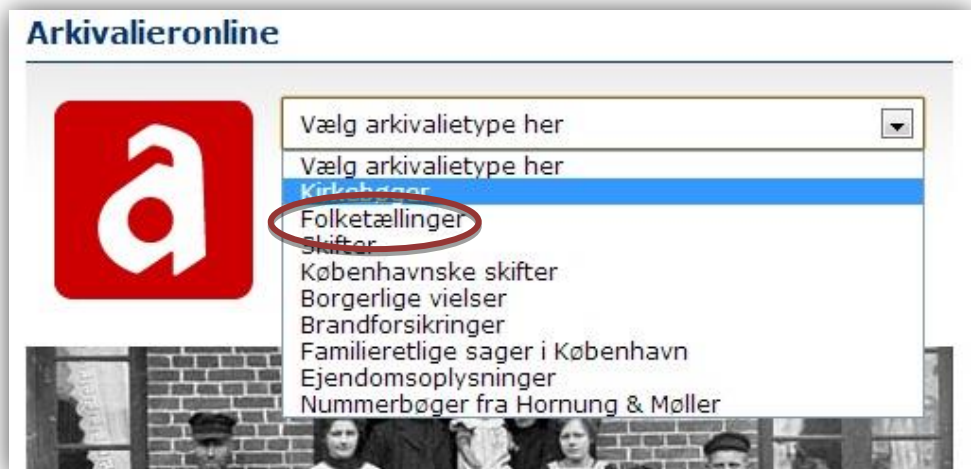 Arkivalieronline
a
Vælg arkivalietype her
Vælg arkivalietype her
Kirkebøger
Folketællinger
Skifter
Københavnske skifter
Borgerlige vielser
Brandforsikringer
Familieretlige sager i København
Ejendomsoplysninger
Nummerbøger fra Hornung & Møller